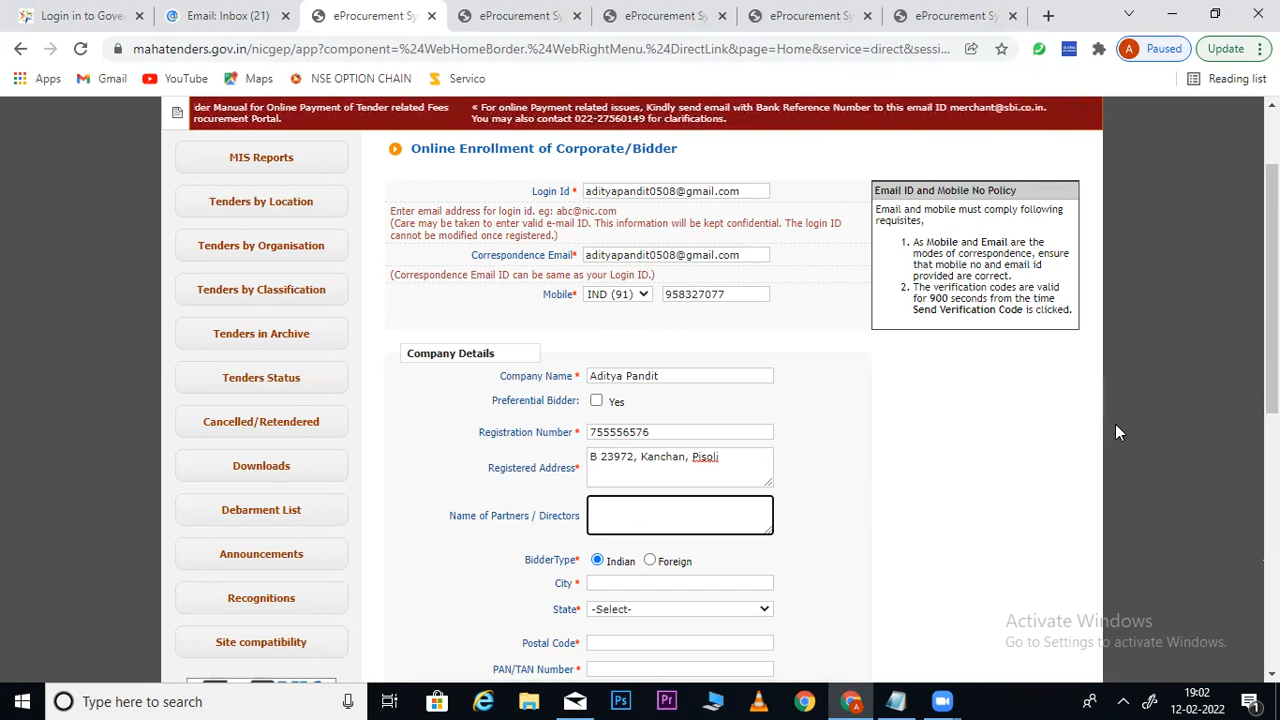 Login in to Gove
Email: Inbox (21)
eProcurement Sy
eProcurement Sy
eProcurement Sy
eProcurement Sy
eProcurement Sy
mahatenders.gov.in/nicgep/app?component=%24WebHomeBorder.%24WebRightMenu.%24DirectLink&page=Home&service=direct&sessi...
A Paused
Update
Apps
Gmail
YouTube
Maps
NSE OPTION CHAIN
Servico
Reading list
der Manual for Online Payment of Tender related Fees
rocurement Portal.
« For online Payment related issues, Kindly send email with Bank Reference Number to this email ID merchant@sbi.co.in.
You may also contact 022-27560149 for clarifications.
MIS Reports
Tenders by Location
Tenders by Organisation
Tenders by Classification
Tenders in Archive
Tenders Status
Cancelled/Retendered
Downloads
Debarment List
Announcements
Recognitions
Site compatibility
Online Enrollment of Corporate/Bidder
Login Id * adityapandit0508@gmail.com
Enter email address for login id. eg: abc@nic.com
(Care may be taken to enter valid e-mail ID. This information will be kept confidential. The login ID
cannot be modified once registered.)
Correspondence Email* adityapandit0508@gmail.com
(Correspondence Email ID can be same as your Login ID.)
Mobile* IND (91) 958327077
Email ID and Mobile No Policy
Email and mobile must comply following
requisites,
1. As Mobile and Email are the
modes of correspondence, ensure
that mobile no and email id
provided are correct.
2. The verification codes are valid
for 900 seconds from the time
Send Verification Code is clicked.
Company Details
Company Name * Aditya Pandit
Preferential Bidder: Yes
Registration Number * 755556576
Registered Address* B 23972, Kanchan, Pisoli
Name of Partners / Directors
BidderType* Indian Foreign
City *
State* -Select-
Postal Code*
PAN/TAN Number *
Activate Windows
Go to Settings to activate Windows.
Type here to search
19:02
12-02-2022
1